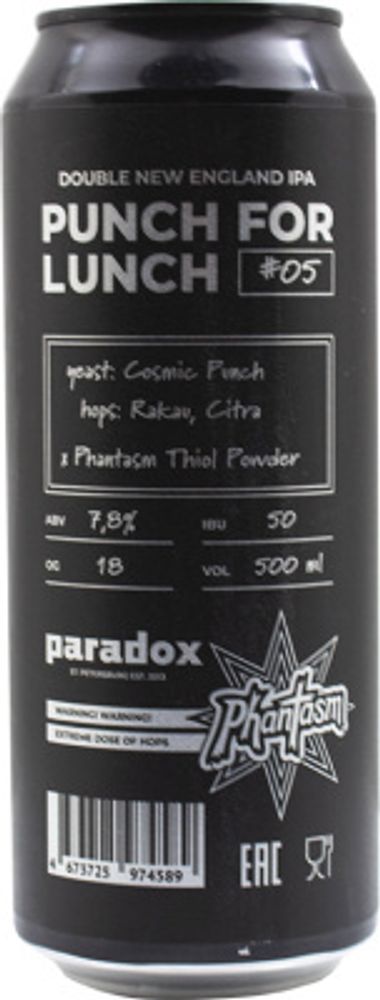 DOUBLE NEW ENGLAND IPA
PUNCH FOR
LUNCH #05
yeast: Cosmic Punch
hops: Rakau, Citra
x Phantasm Thiol Powder
ABV 7,8% IBU 50
OG 18 VOL 500 ml
paradox
ST. PETERSBURG EST. 2013
Phantasm
WARNING! WARNING!
EXTREME DOSE OF HOPS
4 673725 974589
EAC